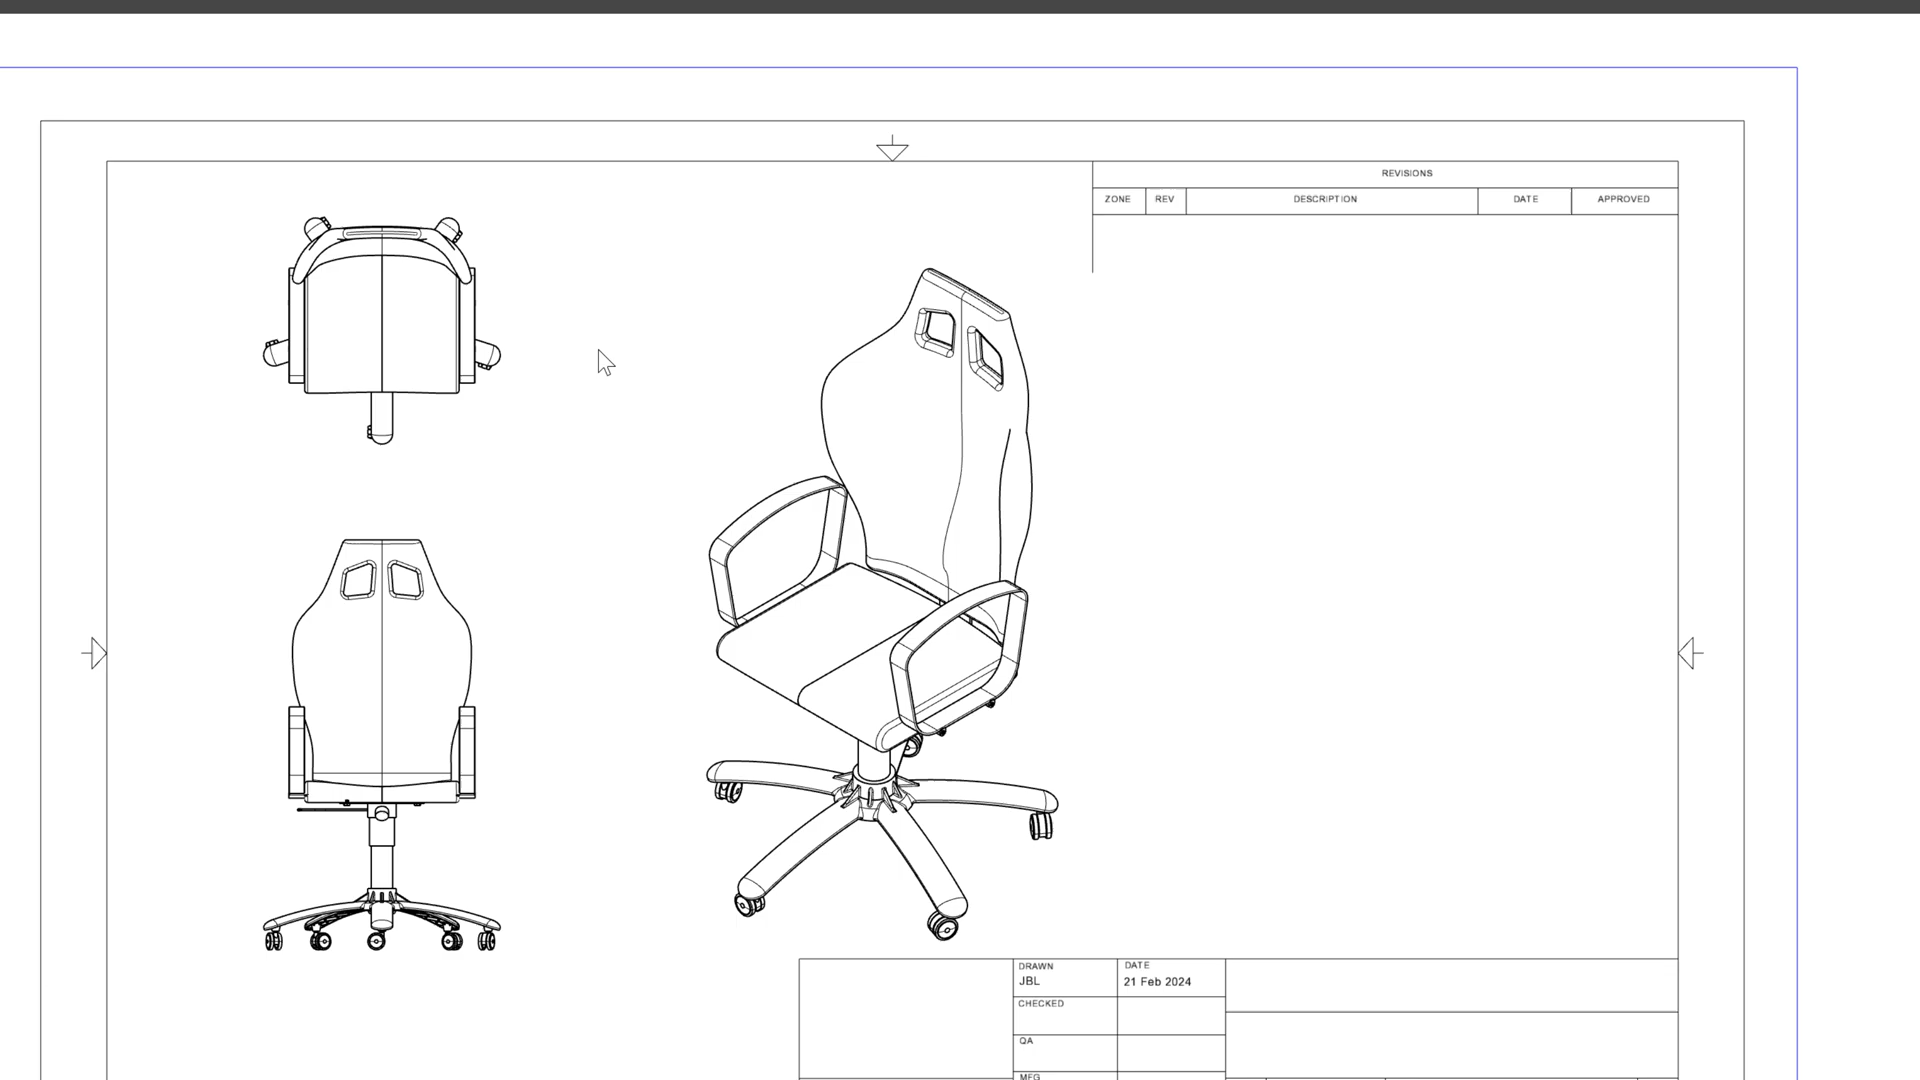 REVISIONS
ZONE REV DESCRIPTION DATE APPROVED
DRAWN DATE
JBL 21 Feb 2024
CHECKED
QA
MFG